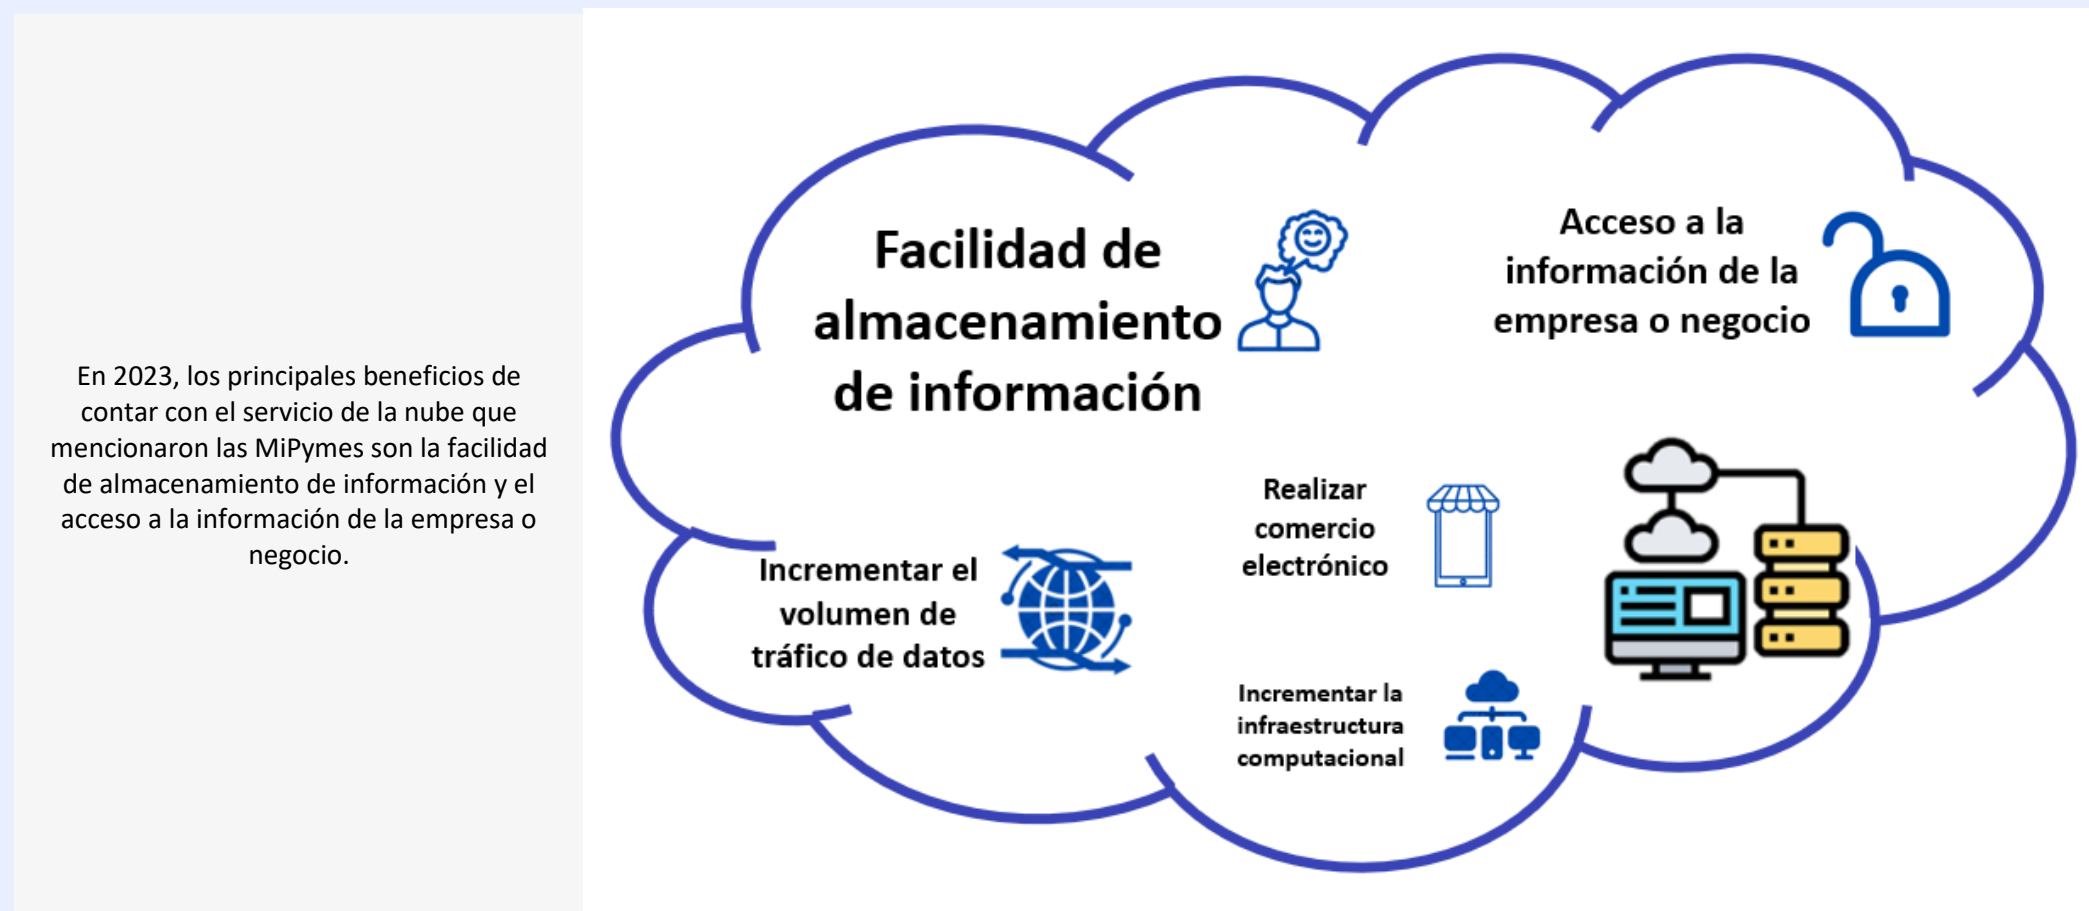 En 2023, los principales beneficios de
contar con el servicio de la nube que
mencionaron las MiPymes son la facilidad
de almacenamiento de información y el
acceso a la información de la empresa o
negocio.
Facilidad de
almacenamiento
de información
Acceso a la
información de la
empresa o negocio
Incrementar el
volumen de
tráfico de datos
Realizar
comercio
electrónico
Incrementar la
infraestructura
computacional